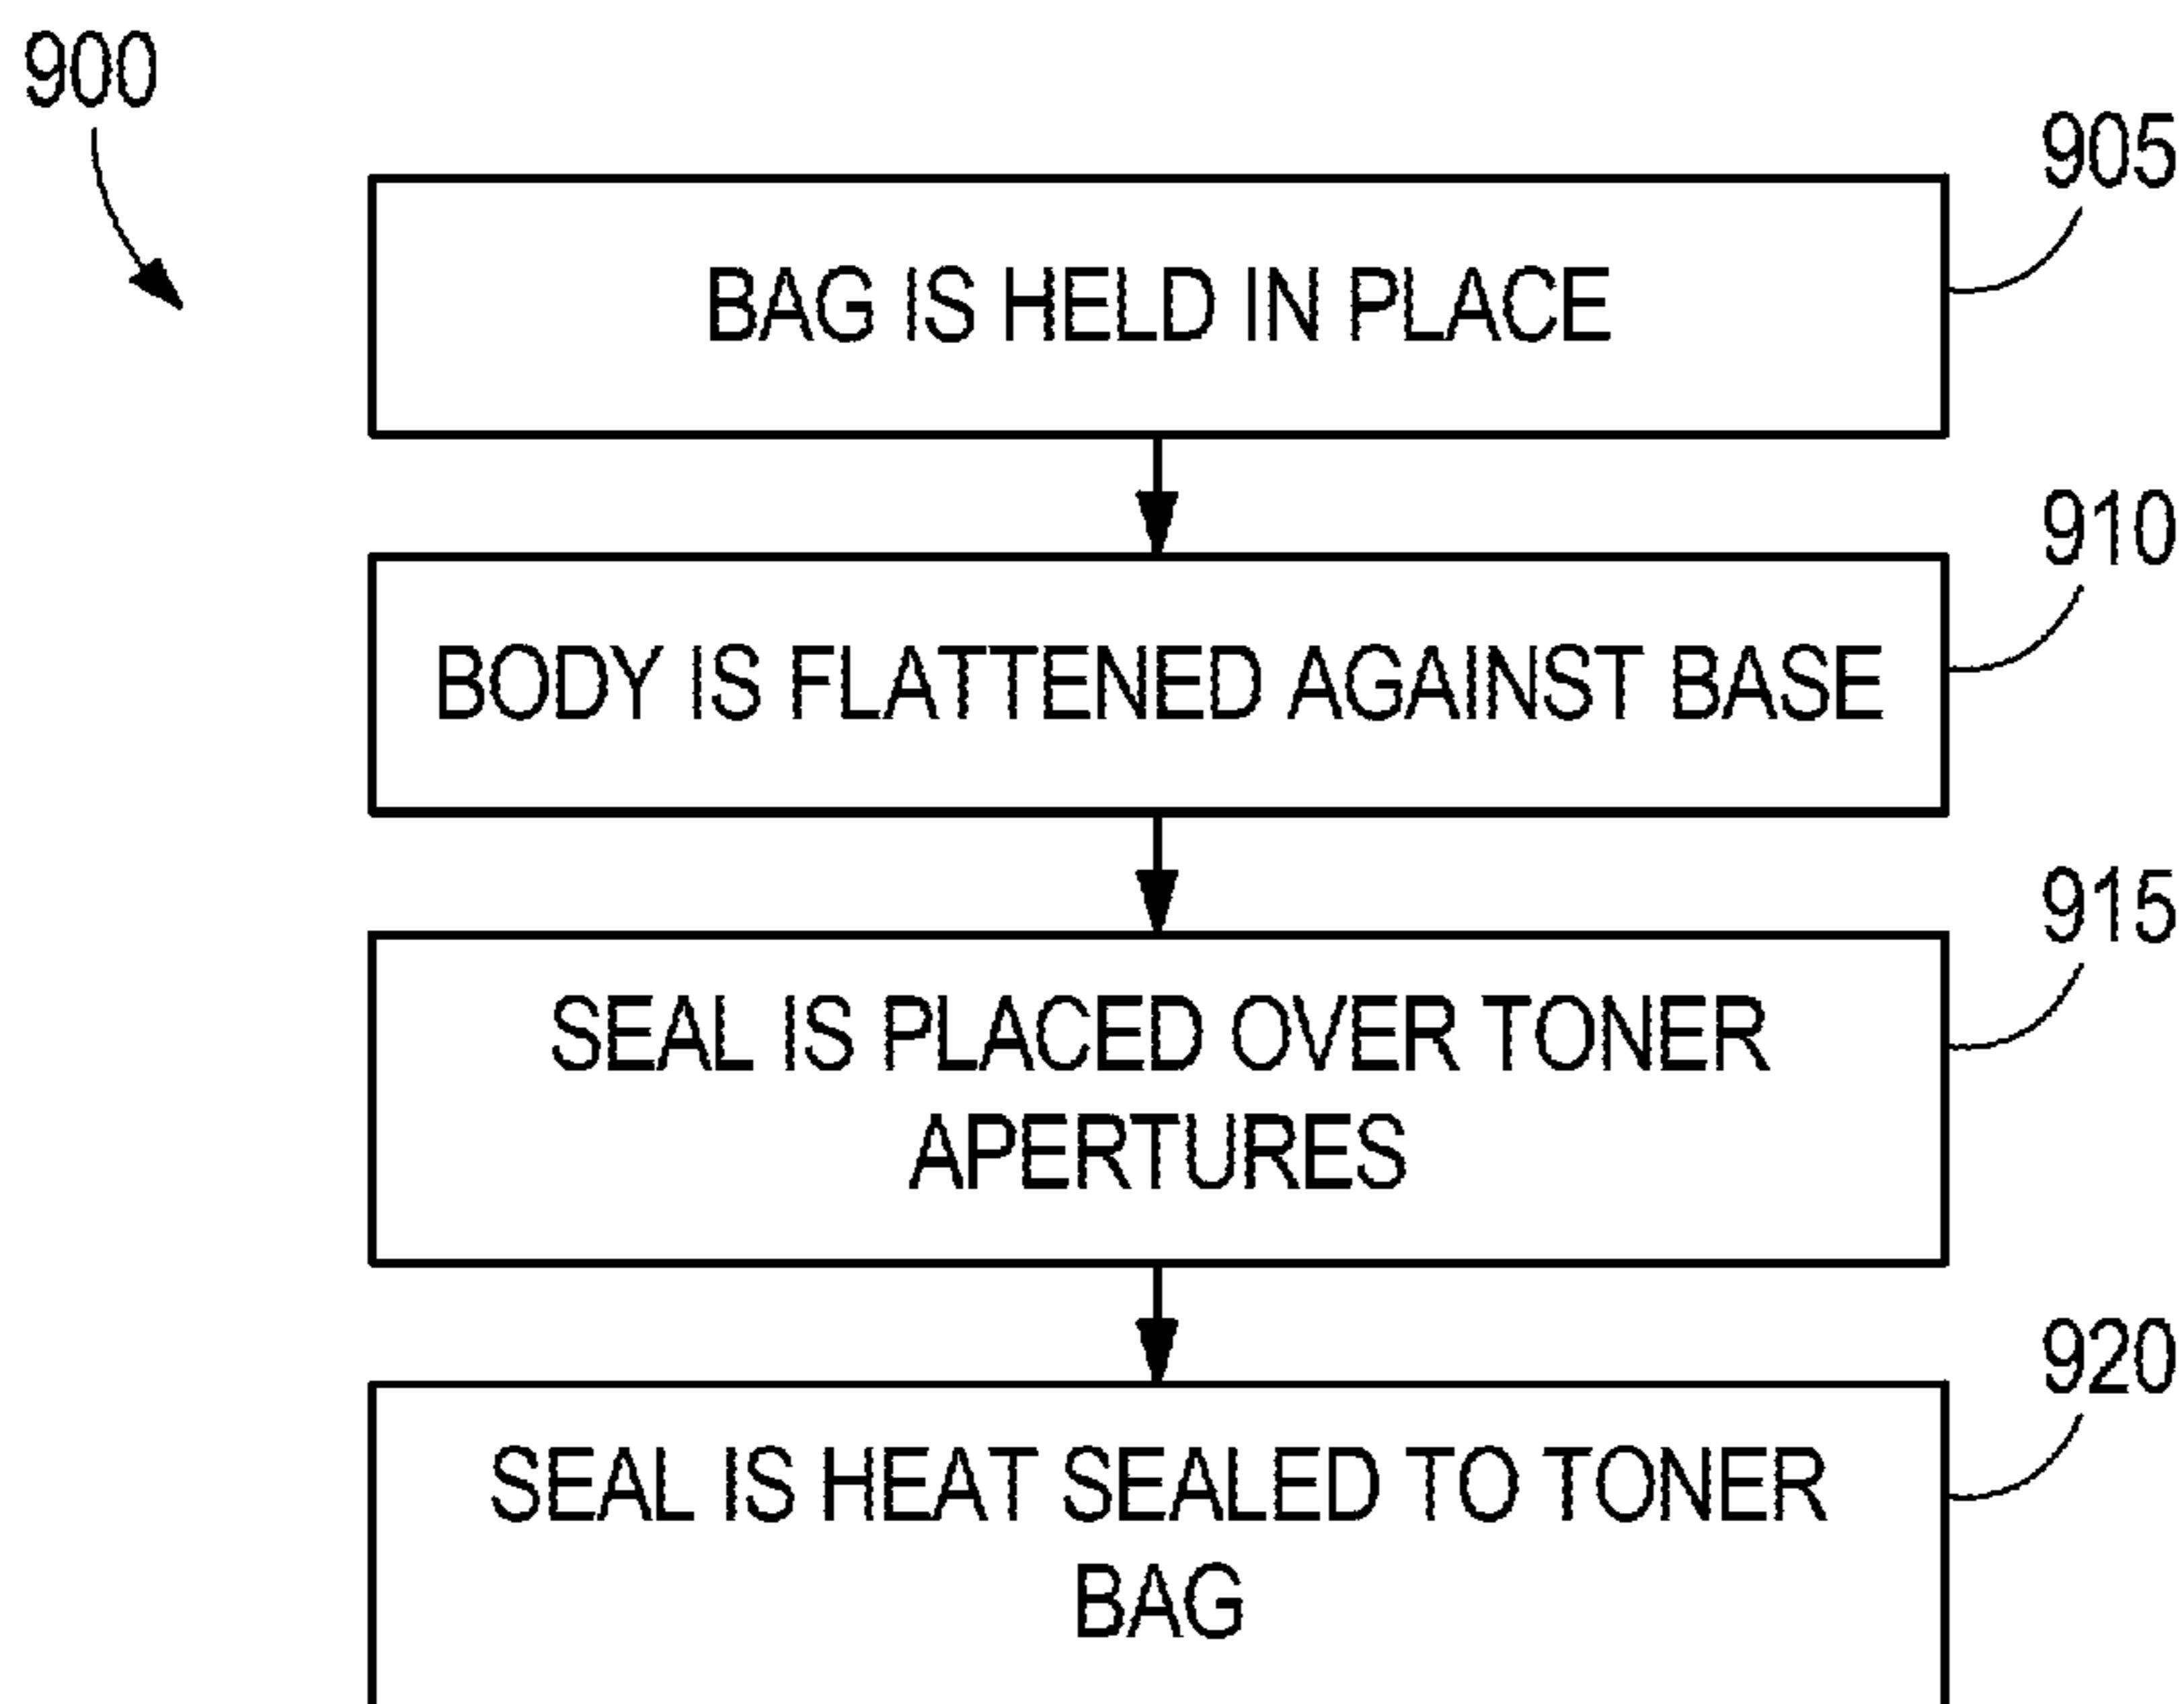 900
905
BAG IS HELD IN PLACE
910
BODY IS FLATTENED AGAINST BASE
915
SEAL IS PLACED OVER TONER
APERTURES
920
SEAL IS HEAT SEALED TO TONER
BAG